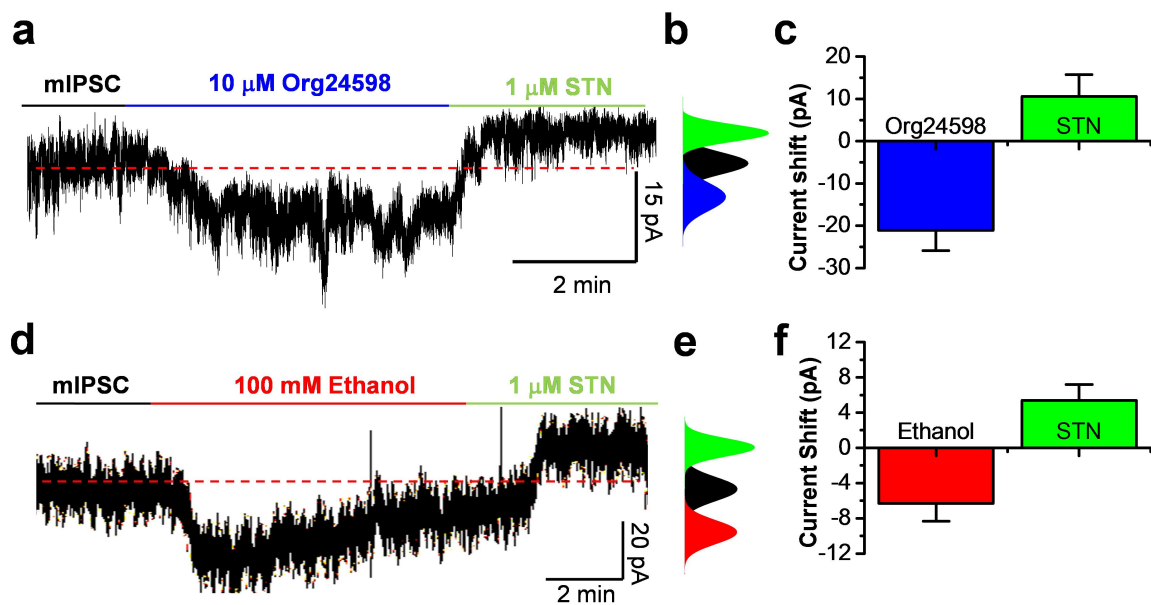 a
mIPSC
10 μM Org24598
1 μM STN
15 pA
2 min
b
c
Current shift (pA)
20
10
0
-10
-20
-30
Org24598
STN
d
mIPSC
100 mM Ethanol
1 μM STN
20 pA
2 min
e
f
Current Shift (pA)
12
8
4
0
-4
-8
-12
Ethanol
STN